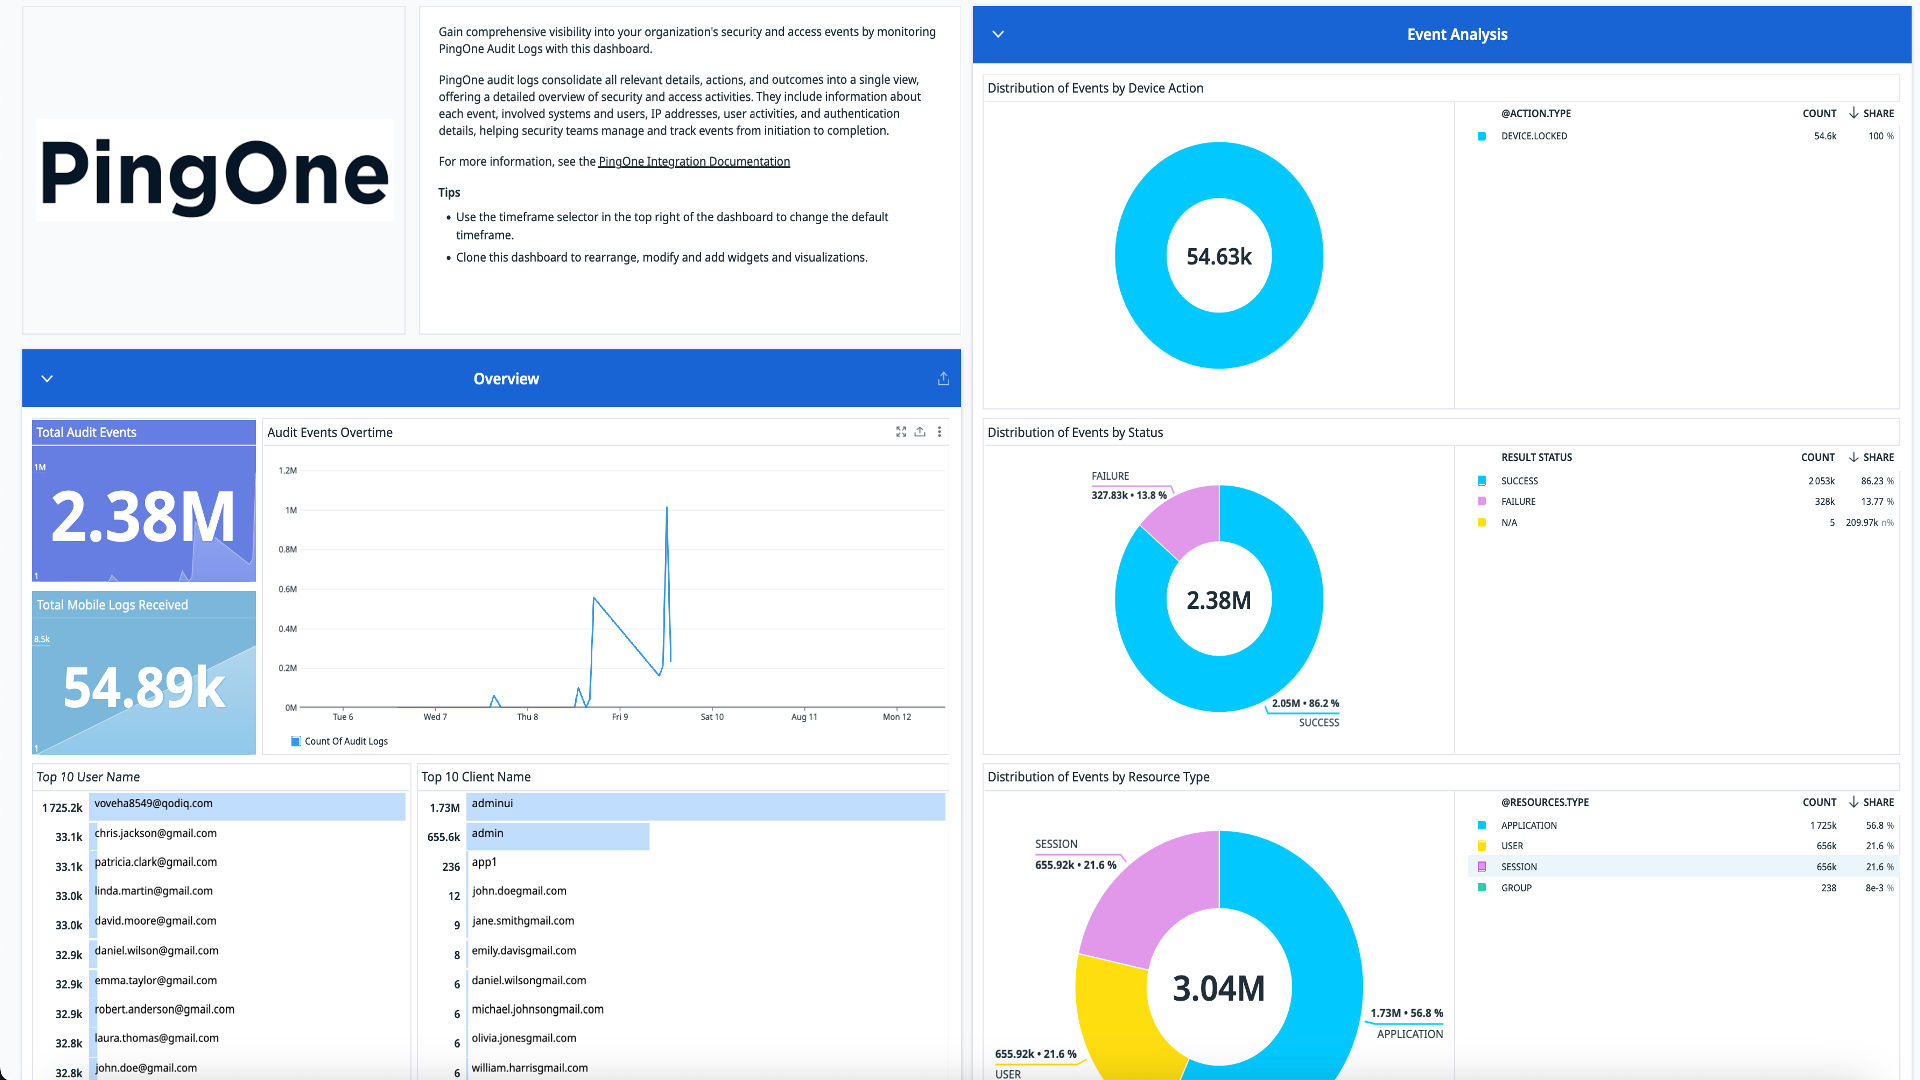 PingOne
Gain comprehensive visibility into your organization's security and access events by monitoring
PingOne Audit Logs with this dashboard.
PingOne audit logs consolidate all relevant details, actions, and outcomes into a single view,
offering a detailed overview of security and access activities. They include information about
each event, involved systems and users, IP addresses, user activities, and authentication
details, helping security teams manage and track events from initiation to completion.
For more information, see the PingOne Integration Documentation
Tips
• Use the timeframe selector in the top right of the dashboard to change the default
timeframe.
• Clone this dashboard to rearrange, modify and add widgets and visualizations.
Overview
Total Audit Events
1M
2.38M
1
Total Mobile Logs Received
8.5k
54.89k
1
Audit Events Overtime
1.2M
1M
0.8M
0.6M
0.4M
0.2M
0M
Tue 6 Wed 7 Thu 8 Fri 9 Sat 10 Aug 11 Mon 12
Count Of Audit Logs
Top 10 User Name
1 725.2k voveha8549@qodiq.com
33.1k chris.jackson@gmail.com
33.1k patricia.clark@gmail.com
33.0k linda.martin@gmail.com
33.0k david.moore@gmail.com
32.9k daniel.wilson@gmail.com
32.9k emma.taylor@gmail.com
32.9k robert.anderson@gmail.com
32.8k laura.thomas@gmail.com
32.8k john.doe@gmail.com
Top 10 Client Name
1.73M adminui
655.6k admin
236 app1
12 john.doegmail.com
9 jane.smithgmail.com
8 emily.davisgmail.com
6 daniel.wilsongmail.com
6 michael.johnsongmail.com
6 olivia.jonesgmail.com
6 william.harrisgmail.com
Event Analysis
Distribution of Events by Device Action
54.63k
@ACTION.TYPE COUNT ↓ SHARE
DEVICE.LOCKED 54.6k 100 %
Distribution of Events by Status
FAILURE
327.83k • 13.8 %
2.38M
2.05M • 86.2 %
SUCCESS
RESULT STATUS COUNT ↓ SHARE
SUCCESS 2 053k 86.23 %
FAILURE 328k 13.77 %
N/A 5 209.97k n%
Distribution of Events by Resource Type
SESSION
655.92k • 21.6 %
3.04M
1.73M • 56.8 %
APPLICATION
655.92k • 21.6 %
USER
@RESOURCES.TYPE COUNT ↓ SHARE
APPLICATION 1 725k 56.8 %
USER 656k 21.6 %
SESSION 656k 21.6 %
GROUP 238 8e-3 %